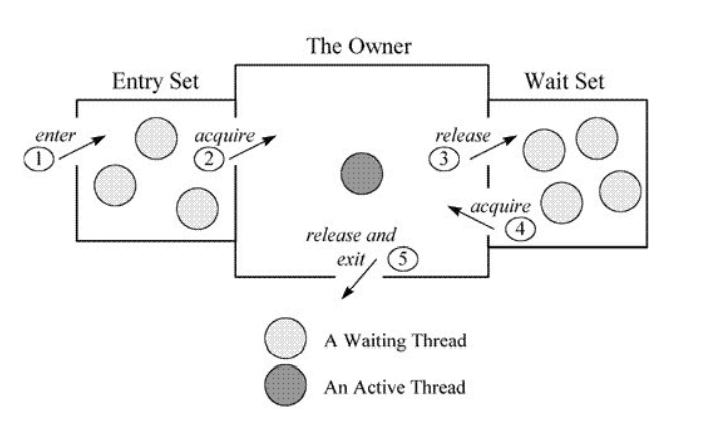 The Owner
Entry Set
Wait Set
enter
1
acquire
2
release
3
acquire
4
release and
exit
5
A Waiting Thread
An Active Thread